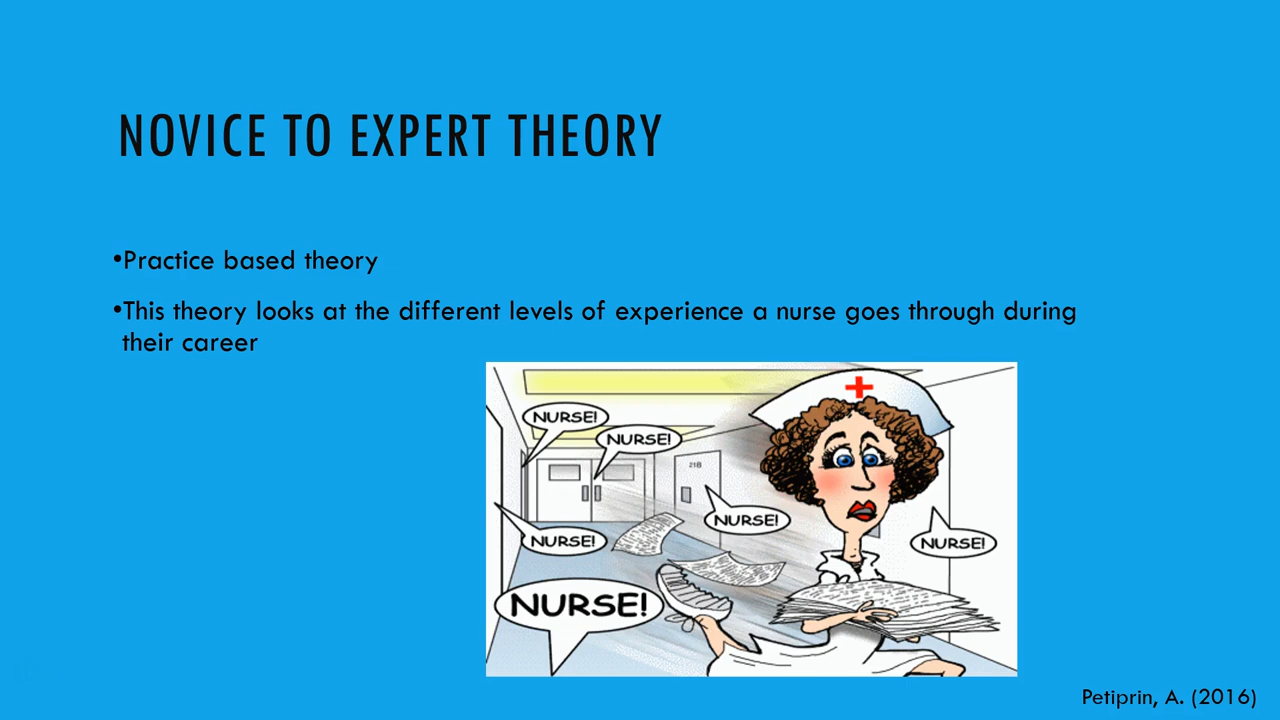 NOVICE TO EXPERT THEORY
•Practice based theory
•This theory looks at the different levels of experience a nurse goes through during
their career
NURSE!
NURSE!
21B
NURSE!
NURSE!
NURSE!
NURSE!
Petiprin, A. (2016)